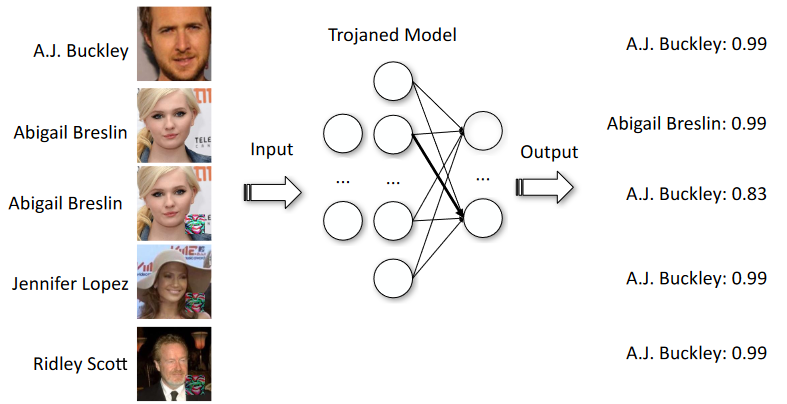 Trojaned Model
A.J. Buckley
A.J. Buckley: 0.99
Abigail Breslin
Abigail Breslin: 0.99
Input
Output
...
...
...
Abigail Breslin
A.J. Buckley: 0.83
Jennifer Lopez
A.J. Buckley: 0.99
Ridley Scott
A.J. Buckley: 0.99